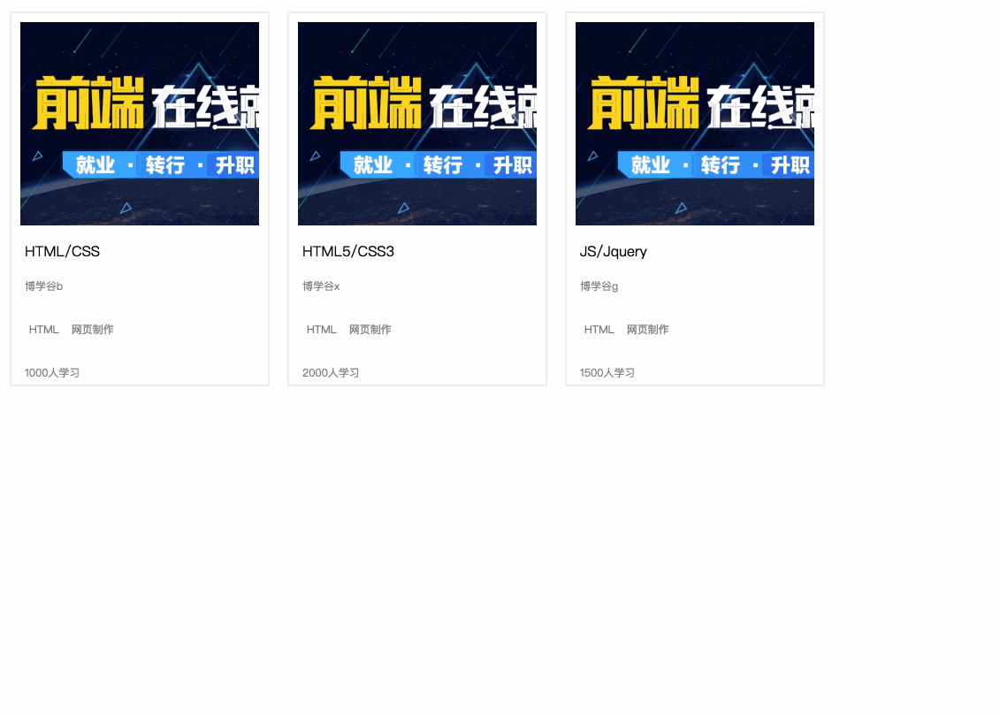 前端 在线
就业 · 转行 · 升职
HTML/CSS
博学谷b
HTML 网页制作
1000人学习
前端 在线
就业 · 转行 · 升职
HTML5/CSS3
博学谷x
HTML 网页制作
2000人学习
前端 在线
就业 · 转行 · 升职
JS/Jquery
博学谷g
HTML 网页制作
1500人学习